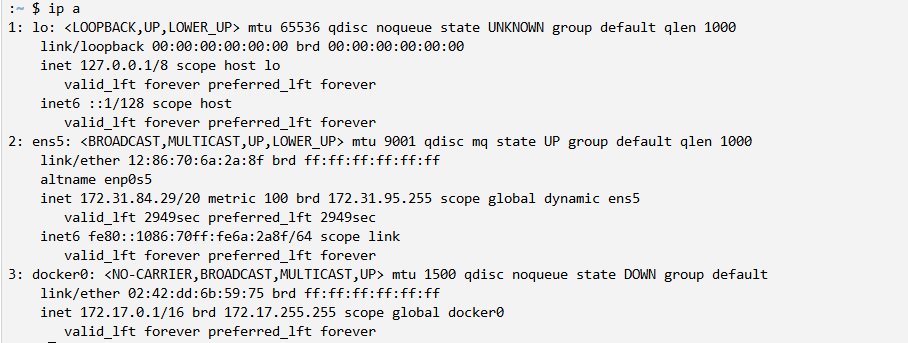 :~ $ ip a
1: lo: <LOOPBACK,UP,LOWER_UP> mtu 65536 qdisc noqueue state UNKNOWN group default qlen 1000
    link/loopback 00:00:00:00:00:00 brd 00:00:00:00:00:00
    inet 127.0.0.1/8 scope host lo
       valid_lft forever preferred_lft forever
    inet6 ::1/128 scope host
       valid_lft forever preferred_lft forever
2: ens5: <BROADCAST,MULTICAST,UP,LOWER_UP> mtu 9001 qdisc mq state UP group default qlen 1000
    link/ether 12:86:70:6a:2a:8f brd ff:ff:ff:ff:ff:ff
    altname enp0s5
    inet 172.31.84.29/20 metric 100 brd 172.31.95.255 scope global dynamic ens5
       valid_lft 2949sec preferred_lft 2949sec
    inet6 fe80::1086:70ff:fe6a:2a8f/64 scope link
       valid_lft forever preferred_lft forever
3: docker0: <NO-CARRIER,BROADCAST,MULTICAST,UP> mtu 1500 qdisc noqueue state DOWN group default
    link/ether 02:42:dd:6b:59:75 brd ff:ff:ff:ff:ff:ff
    inet 172.17.0.1/16 brd 172.17.255.255 scope global docker0
       valid_lft forever preferred_lft forever